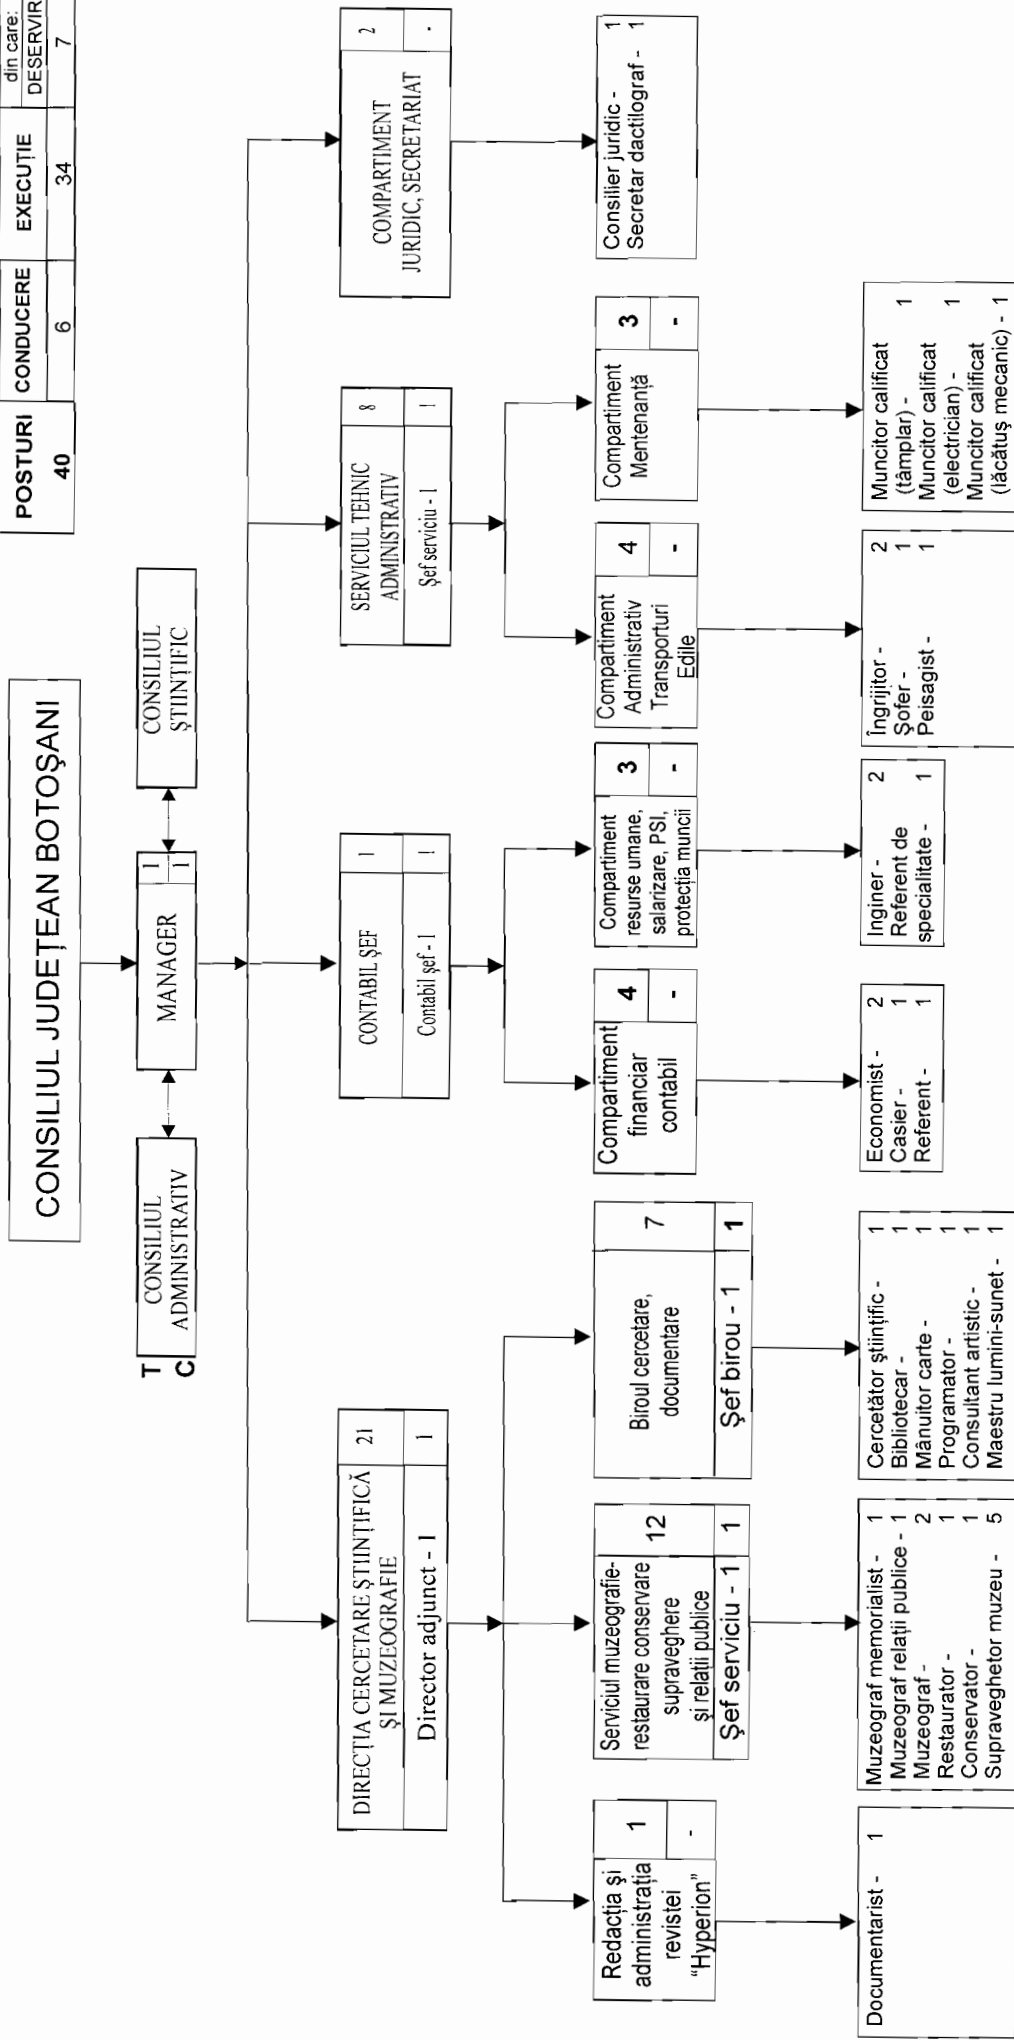 POSTURI CONDUCERE EXECUȚIE din care:
DESERVIR
40 6 34 7
CONSILIUL JUDEȚEAN BOTOȘANI
T
C
CONSILIUL
ADMINISTRATIV
MANAGER 1
1
CONSILIUL
ȘTIINȚIFIC
DIRECȚIA CERCETARE ȘTIINȚIFICĂ 21
ȘI MUZEOGRAFIE
Director adjunct - 1 1
CONTABIL ȘEF 1
Contabil șef - 1 1
SERVICIUL TEHNIC 8
ADMINISTRATIV
Șef serviciu - 1 1
COMPARTIMENT 2
JURIDIC, SECRETARIAT -
Redacția și 1
administrația
revistei -
“Hyperion”
Serviciul muzeografie- 12
restaurare conservare
supraveghere
și relații publice
Șef serviciu - 1 1
Biroul cercetare, 7
documentare
Șef birou - 1 1
Compartiment 4
financiar
contabil -
Compartiment 3
resurse umane,
salarizare, PSI, -
protecția muncii
Compartiment 4
Administrativ
Transporturi -
Edile
Compartiment 3
Mentenanță -
Consilier juridic - 1
Secretar dactilograf - 1
Documentarist - 1
Muzeograf memorialist - 1
Muzeograf relații publice - 1
Muzeograf - 2
Restaurator - 1
Conservator - 1
Supraveghetor muzeu - 5
Cercetător științific - 1
Bibliotecar - 1
Mânuitor carte - 1
Programator - 1
Consultant artistic - 1
Maestru lumini-sunet - 1
Economist - 2
Casier - 1
Referent - 1
Inginer - 2
Referent de
specialitate - 1
Îngrijitor - 2
Șofer - 1
Peisagist - 1
Muncitor calificat
(tâmplar) - 1
Muncitor calificat
(electrician) - 1
Muncitor calificat
(lăcătuș mecanic) - 1